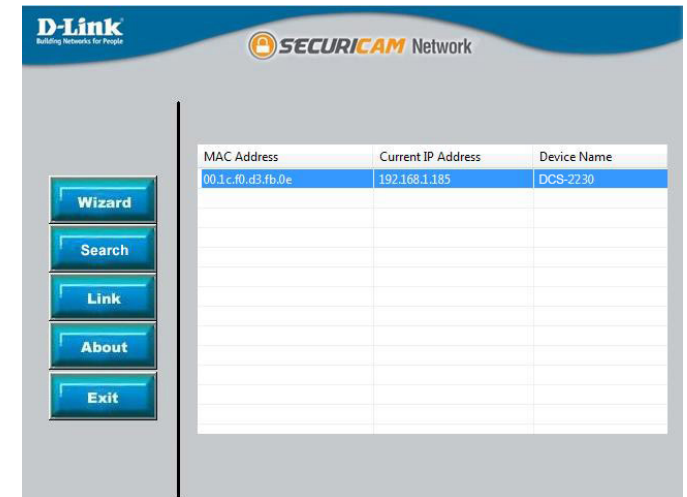 D-Link
Building Networks for People
SECURICAM Network
MAC Address Current IP Address Device Name
00.1c.f0.d3.fb.0e 192.168.1.185 DCS-2230
Wizard
Search
Link
About
Exit